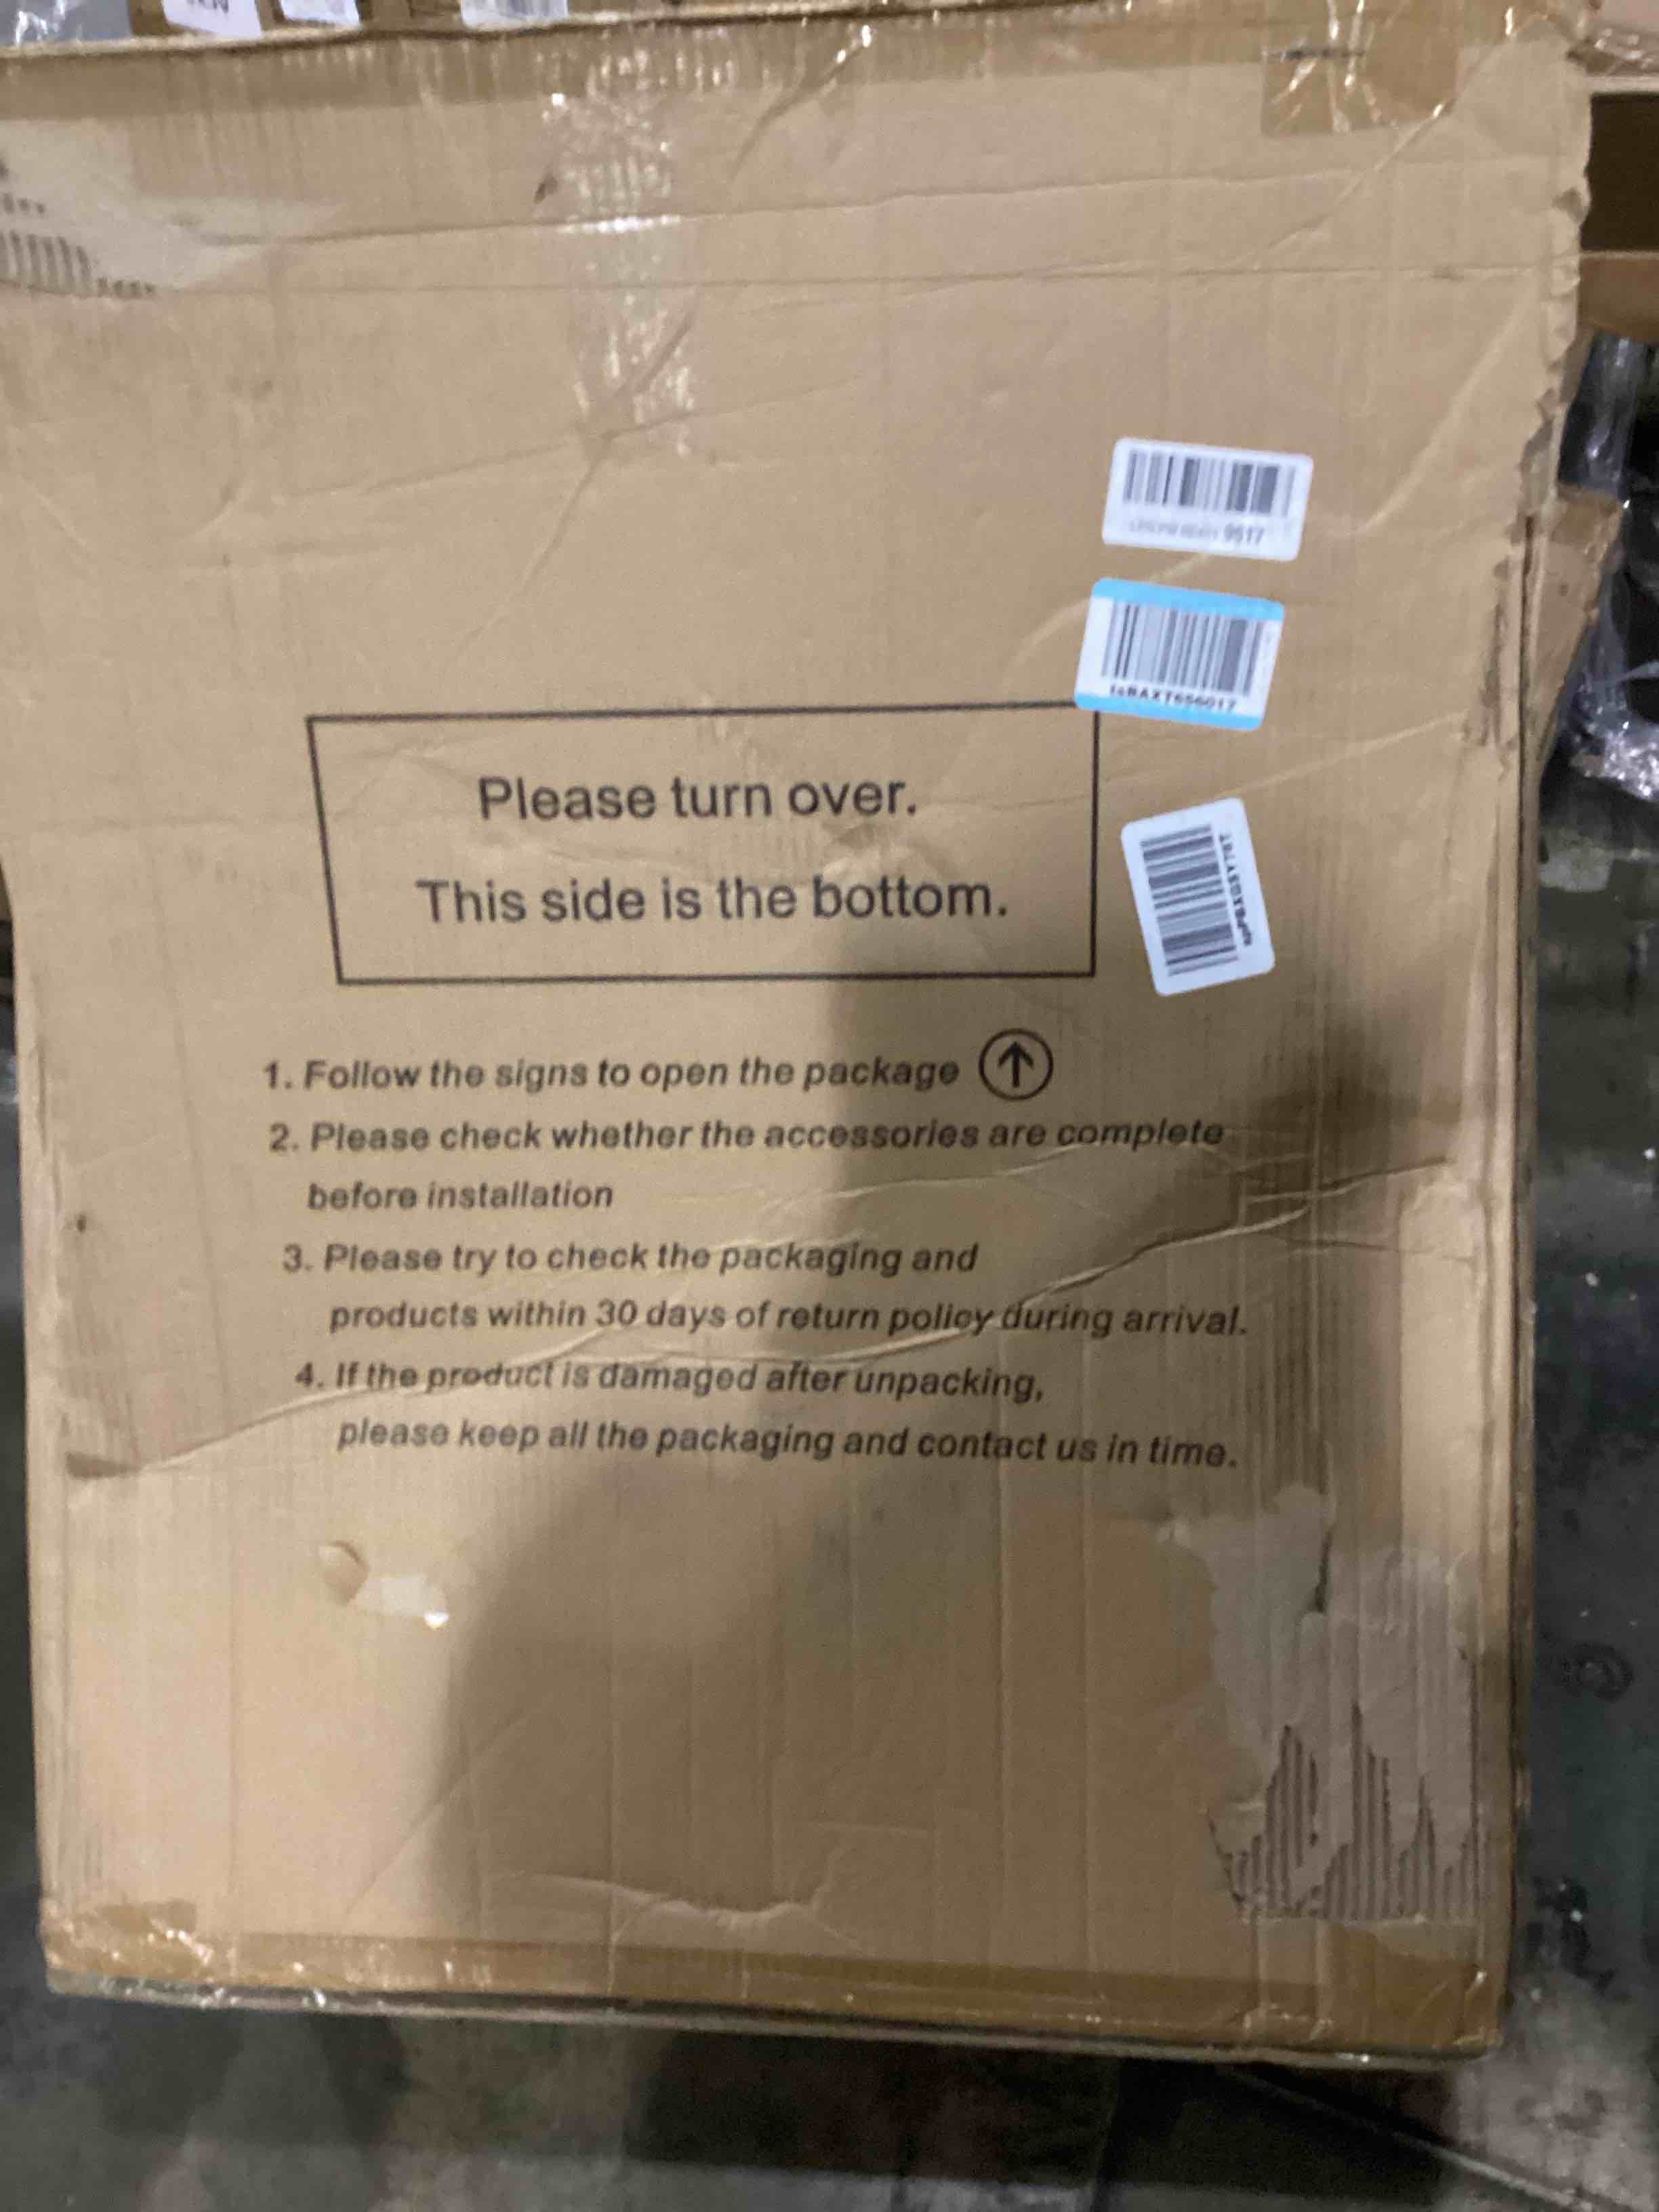 9517
Please turn over.
This side is the bottom.
1. Follow the signs to open the package
2. Please check whether the accessories are complete
before installation
3. Please try to check the packaging and
products within 30 days of return policy during arrival.
4. If the product is damaged after unpacking,
please keep all the packaging and contact us in time.